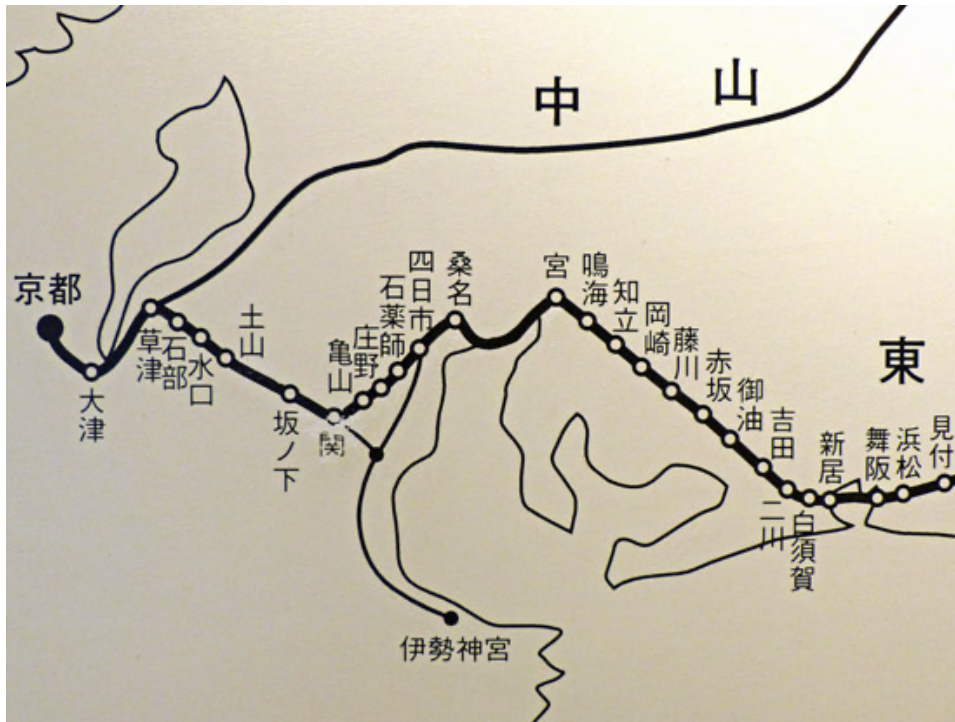 中山
東
京都
大津
草津
石部
水口
土山
坂ノ下
関
亀山
庄野
石薬師
四日市
桑名
宮
鳴海
知立
岡崎
藤川
赤坂
御油
吉田
二川
白須賀
新居
舞阪
浜松
見付
伊勢神宮